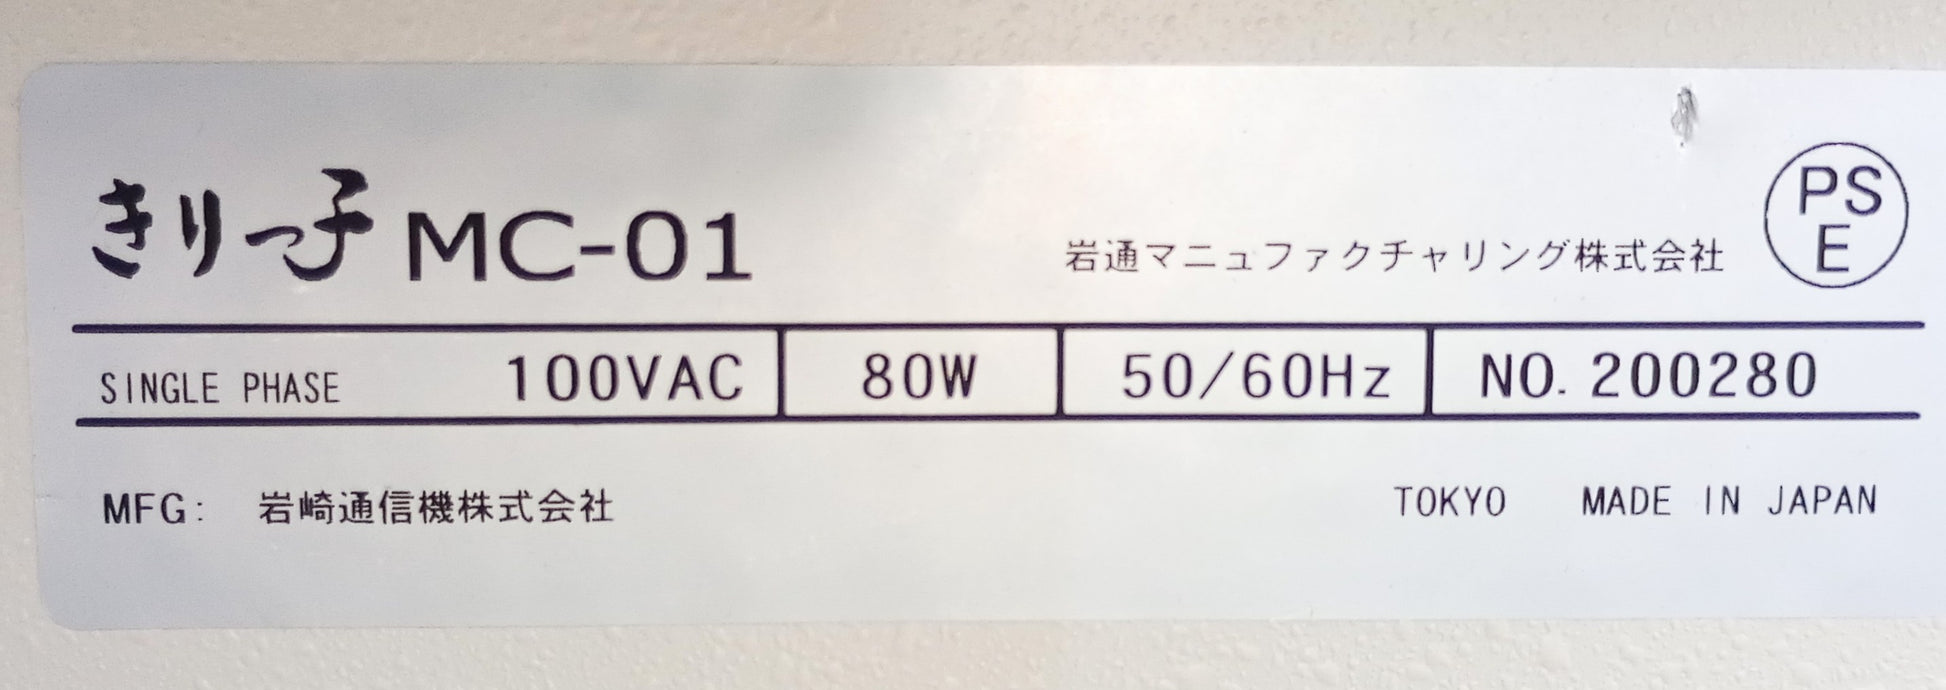 きりっ子 MC-01
岩通マニュファクチャリング株式会社
PS
E
SINGLE PHASE 100VAC 80W 50/60Hz NO. 200280
MFG: 岩崎通信機株式会社 TOKYO MADE IN JAPAN